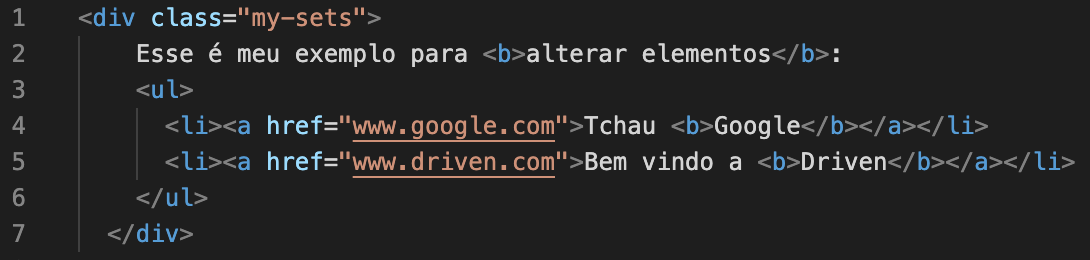 1 <div class="my-sets">
2 Esse é meu exemplo para <b>alterar elementos</b>:
3 <ul>
4 <li><a href="www.google.com">Tchau <b>Google</b></a></li>
5 <li><a href="www.driven.com">Bem vindo a <b>Driven</b></a></li>
6 </ul>
7 </div>